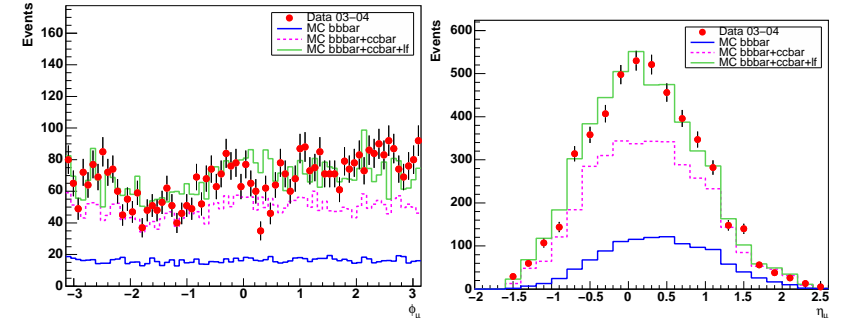 Events
160
140
120
100
80
60
40
20
0
Data 03-04
MC bbbar
MC bbbar+ccbar
MC bbbar+ccbar+lf
-3 -2 -1 0 1 2 3
ϕμ
Events
600
500
400
300
200
100
0
Data 03-04
MC bbbar
MC bbbar+ccbar
MC bbbar+ccbar+lf
-2 -1.5 -1 -0.5 0 0.5 1 1.5 2 2.5
ημ